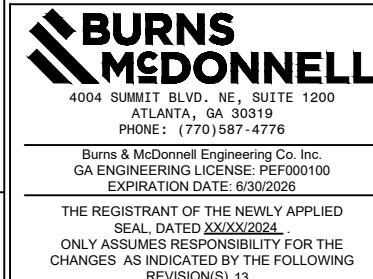 BURNS
McDONNELL
4004 SUMMIT BLVD. NE, SUITE 1200
ATLANTA, GA 30319
PHONE: (770)587-4776
Burns & McDonnell Engineering Co. Inc.
GA ENGINEERING LICENSE: PEF000100
EXPIRATION DATE: 6/30/2026
THE REGISTRANT OF THE NEWLY APPLIED
SEAL, DATED XX/XX/2024 .
ONLY ASSUMES RESPONSIBILITY FOR THE
CHANGES AS INDICATED BY THE FOLLOWING
REVISION(S) 13